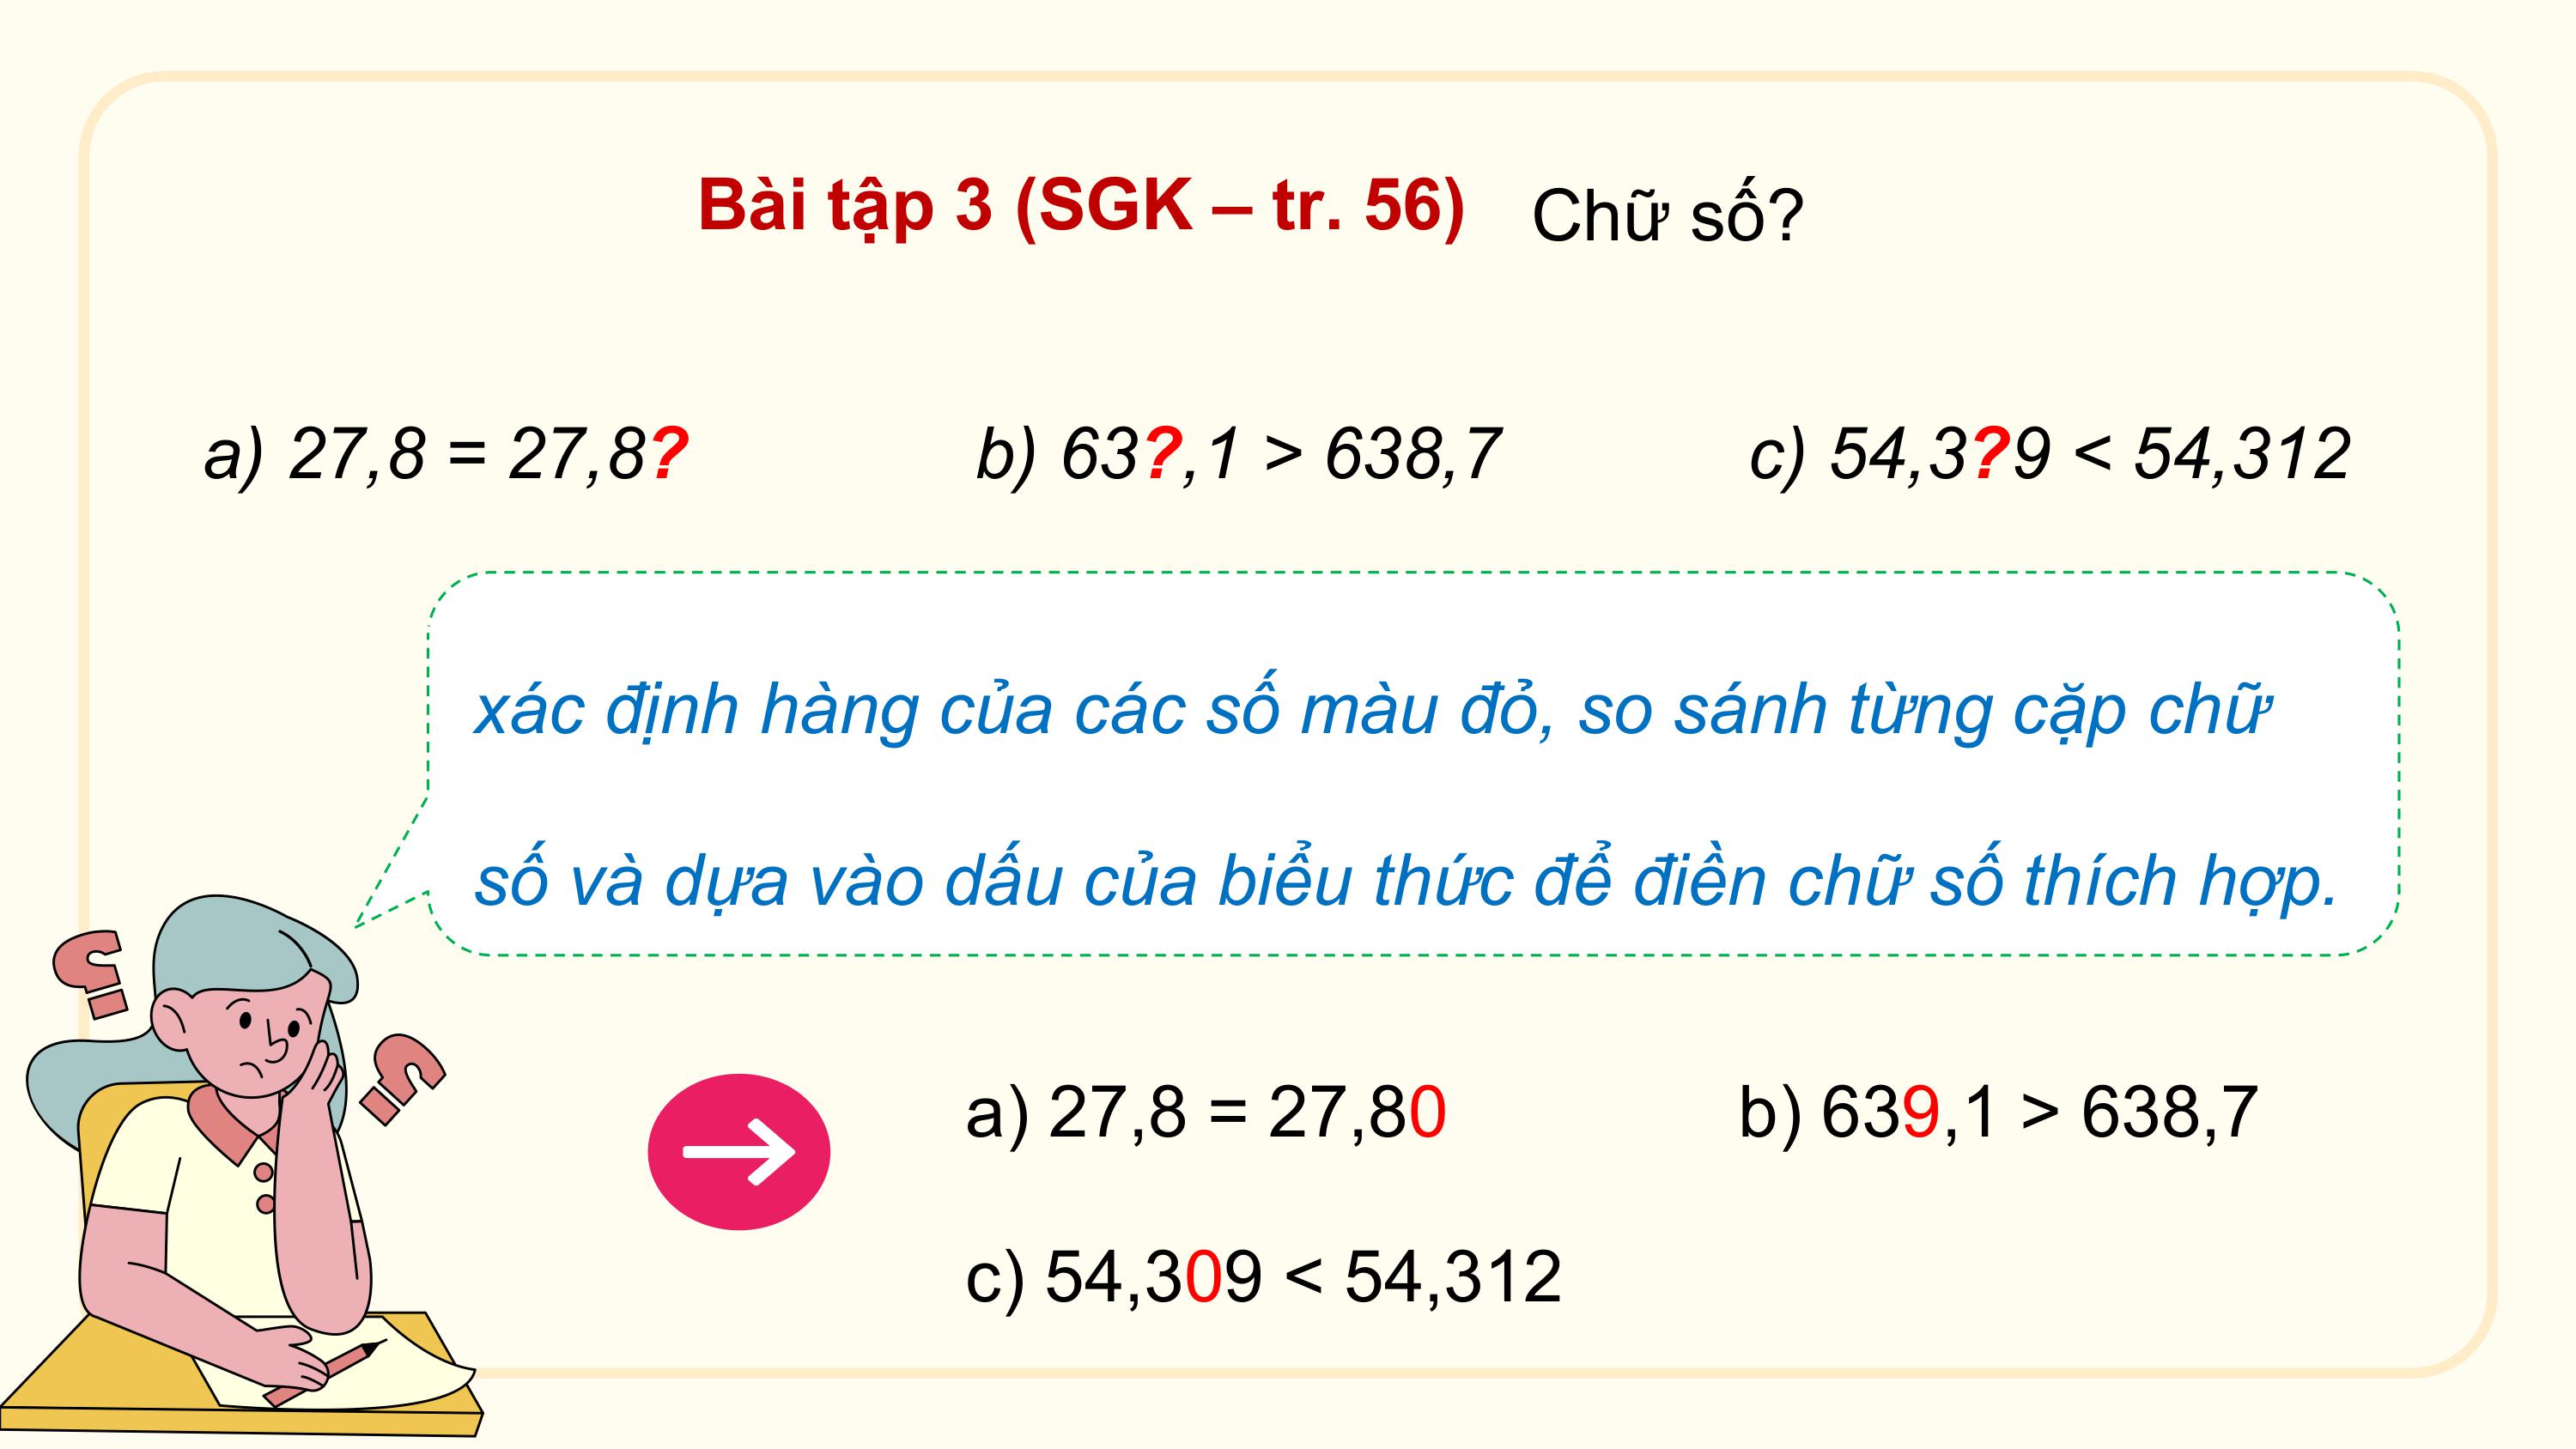 Bài tập 3 (SGK – tr. 56) Chữ số?
a) 27,8 = 27,8? b) 63?,1 > 638,7 c) 54,3?9 < 54,312
xác định hàng của các số màu đỏ, so sánh từng cặp chữ
số và dựa vào dấu của biểu thức để điền chữ số thích hợp.
a) 27,8 = 27,80 b) 639,1 > 638,7
c) 54,309 < 54,312